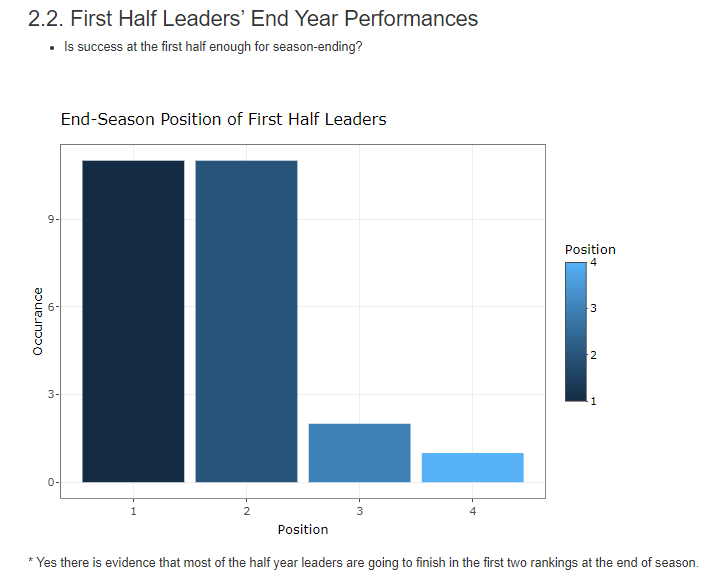 2.2. First Half Leaders’ End Year Performances
• Is success at the first half enough for season-ending?
End-Season Position of First Half Leaders
Occurance
9
6
3
0
1 2 3 4
Position
Position
4
3
2
1
* Yes there is evidence that most of the half year leaders are going to finish in the first two rankings at the end of season.